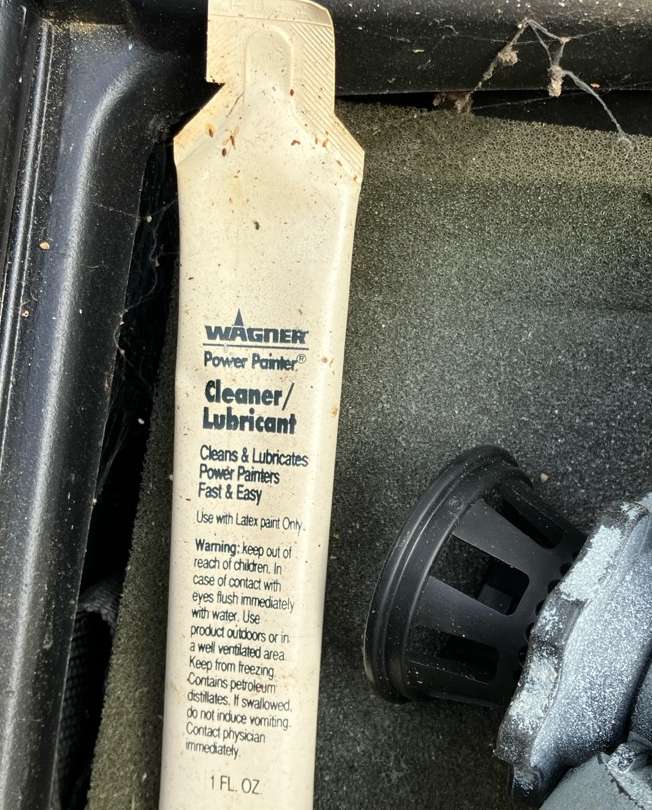 WAGNER
Power Painter®
Cleaner/
Lubricant
Cleans & Lubricates
Power Painters
Fast & Easy
Use with Latex paint Only.
Warning: keep out of
reach of children. In
case of contact with
eyes flush immediately
with water. Use
product outdoors or in
a well ventilated area.
Keep from freezing.
Contains petroleum
distillates. If swallowed,
do not induce vomiting.
Contact physician
immediately.
1 FL. OZ.